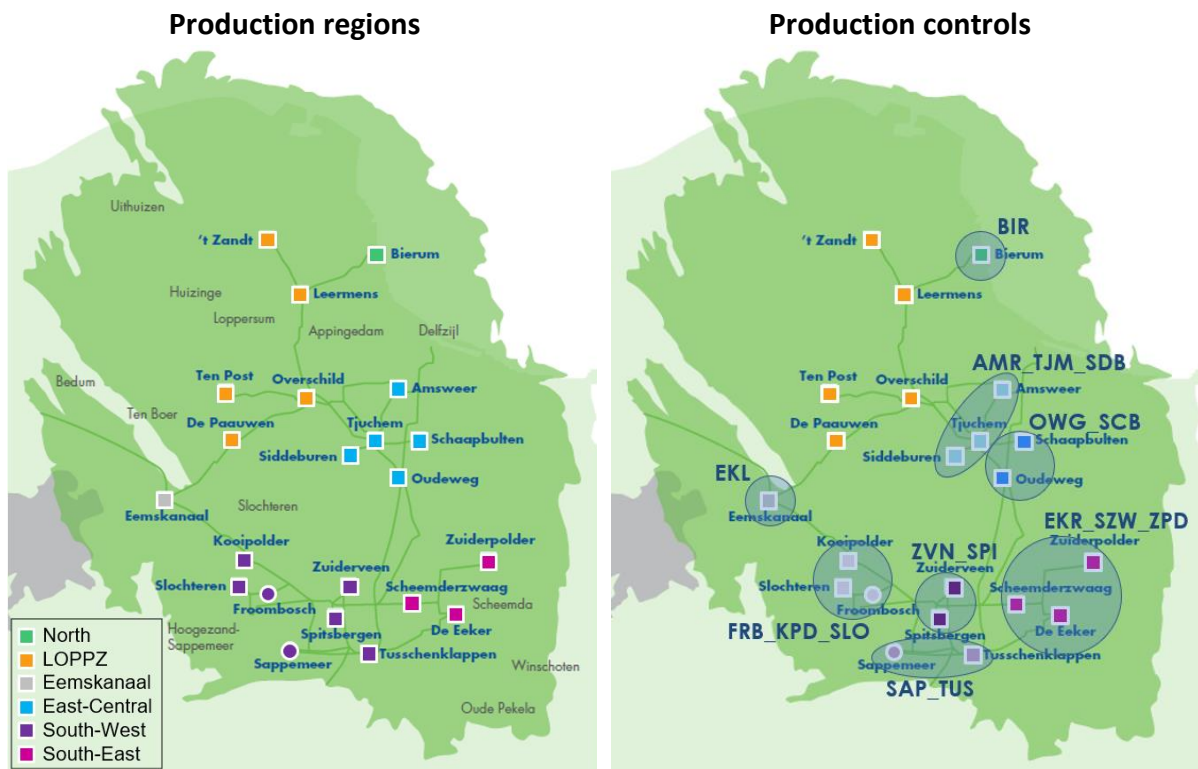 Production regions
Uithuizen
't Zandt
Bierum
Huizinge
Leermens
Loppersum
Appingedam
Delfzijl
Bedum
Ten Post
Overschild
Amsweer
Ten Boer
De Paauwen
Tjuchem
Schaapbulten
Siddeburen
Oudeweg
Eemskanaal
Slochteren
Kooipolder
Zuiderpolder
Zuiderveen
Slochteren
Scheemderzwaag
Froombosch
Scheemda
Hoogezand-
Sappemeer
Spitsbergen
De Eeker
Sappemeer
Tusschenklappen
Winschoten
Oude Pekela
North
LOPPZ
Eemskanaal
East-Central
South-West
South-East
Production controls
BIR
't Zandt
Bierum
Leermens
AMR_TJM_SDB
Ten Post
Overschild
Amsweer
De Paauwen
Tjuchem
OWG_SCB
Schaapbulten
Siddeburen
EKL
Oudeweg
Eemskanaal
EKR_SZW_ZPD
Kooipolder
ZVN_SPI
Zuiderpolder
Zuiderveen
Slochteren
Scheemderzwaag
Froombosch
FRB_KPD_SLO
Spitsbergen
De Eeker
Sappemeer
Tusschenklappen
SAP_TUS